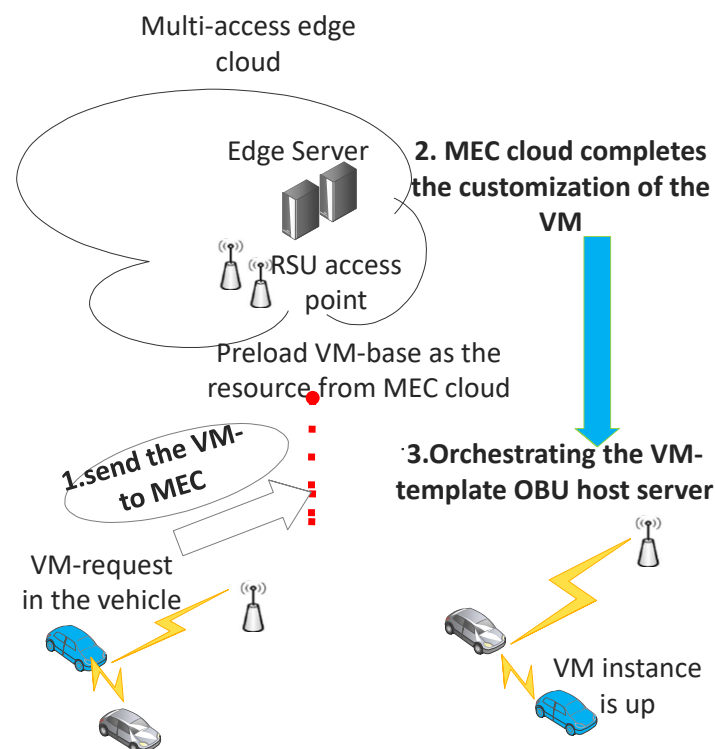 Multi-access edge
cloud
Edge Server
RSU access
point
2. MEC cloud completes
the customization of the
VM
Preload VM-base as the
resource from MEC cloud
1.send the VM-
to MEC
3.Orchestrating the VM-
template OBU host server
VM-request
in the vehicle
VM instance
is up